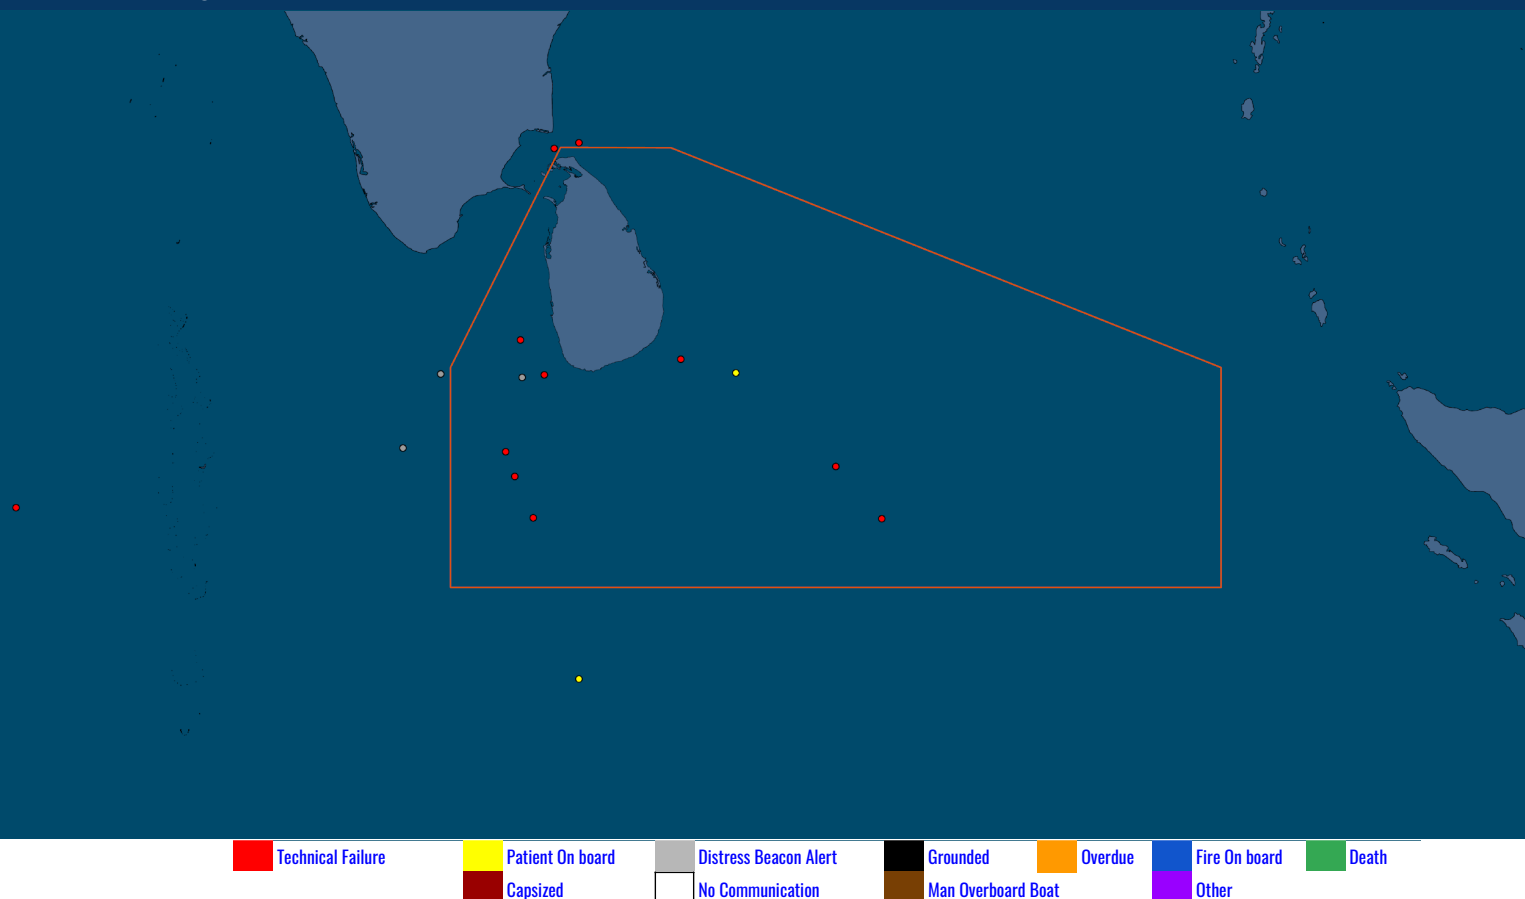 Technical Failure Patient On board Distress Beacon Alert Grounded Overdue Fire On board Death
Capsized No Communication Man Overboard Boat Other